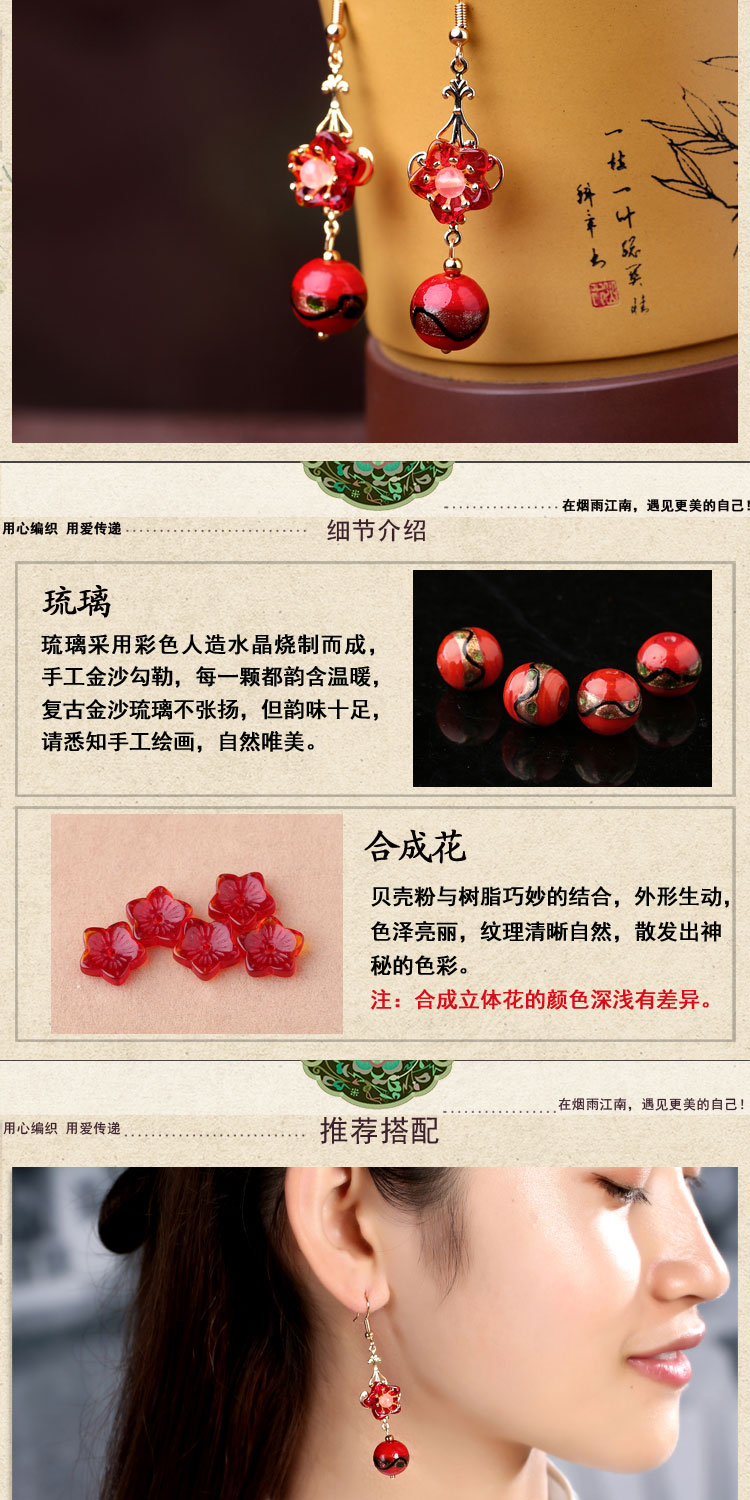 一枝一叶总关情
在烟雨江南，遇见更美的自己！
用心编织 用爱传递
细节介绍
琉璃
琉璃采用彩色人造水晶烧制而成，
手工金沙勾勒，每一颗都韵含温暖，
复古金沙琉璃不张扬，但韵味十足，
请悉知手工绘画，自然唯美。
合成花
贝壳粉与树脂巧妙的结合，外形生动，
色泽亮丽，纹理清晰自然，散发出神
秘的色彩。
注：合成立体花的颜色深浅有差异。
在烟雨江南，遇见更美的自己！
用心编织 用爱传递
推荐搭配